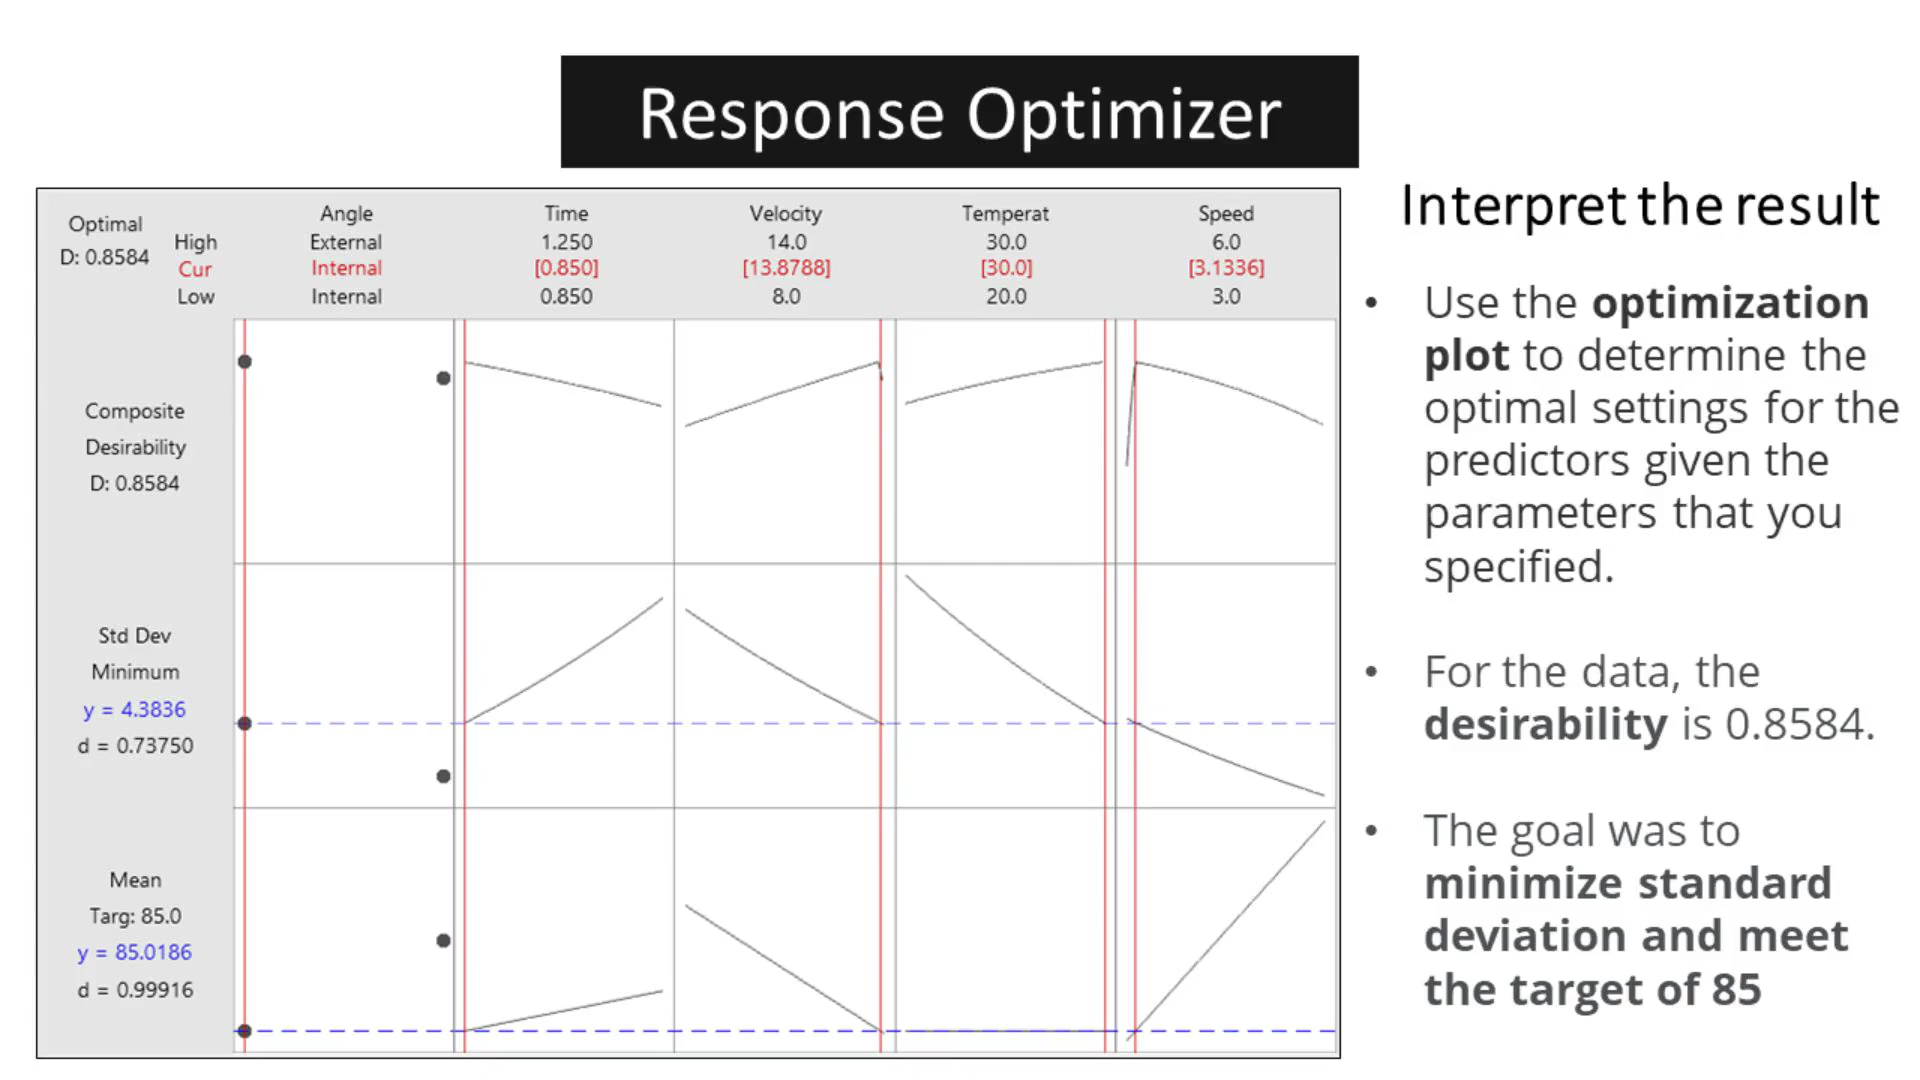 Response Optimizer
Optimal
D: 0.8584
High
Cur
Low
Angle
External
Internal
Internal
Time
1.250
[0.850]
0.850
Velocity
14.0
[13.8788]
8.0
Temperat
30.0
[30.0]
20.0
Speed
6.0
[3.1336]
3.0
Composite
Desirability
D: 0.8584
Std Dev
Minimum
y = 4.3836
d = 0.73750
Mean
Targ: 85.0
y = 85.0186
d = 0.99916
Interpret the result
• Use the optimization
plot to determine the
optimal settings for the
predictors given the
parameters that you
specified.
• For the data, the
desirability is 0.8584.
• The goal was to
minimize standard
deviation and meet
the target of 85